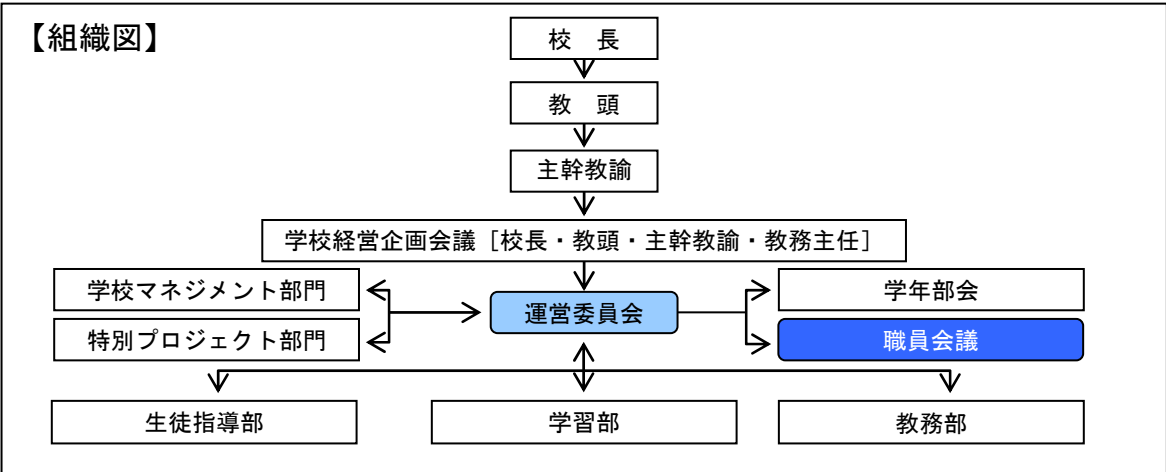 【組織図】
校　長
教　頭
主幹教諭
学校経営企画会議［校長・教頭・主幹教諭・教務主任］
学校マネジメント部門
運営委員会
学年部会
特別プロジェクト部門
職員会議
生徒指導部
学習部
教務部